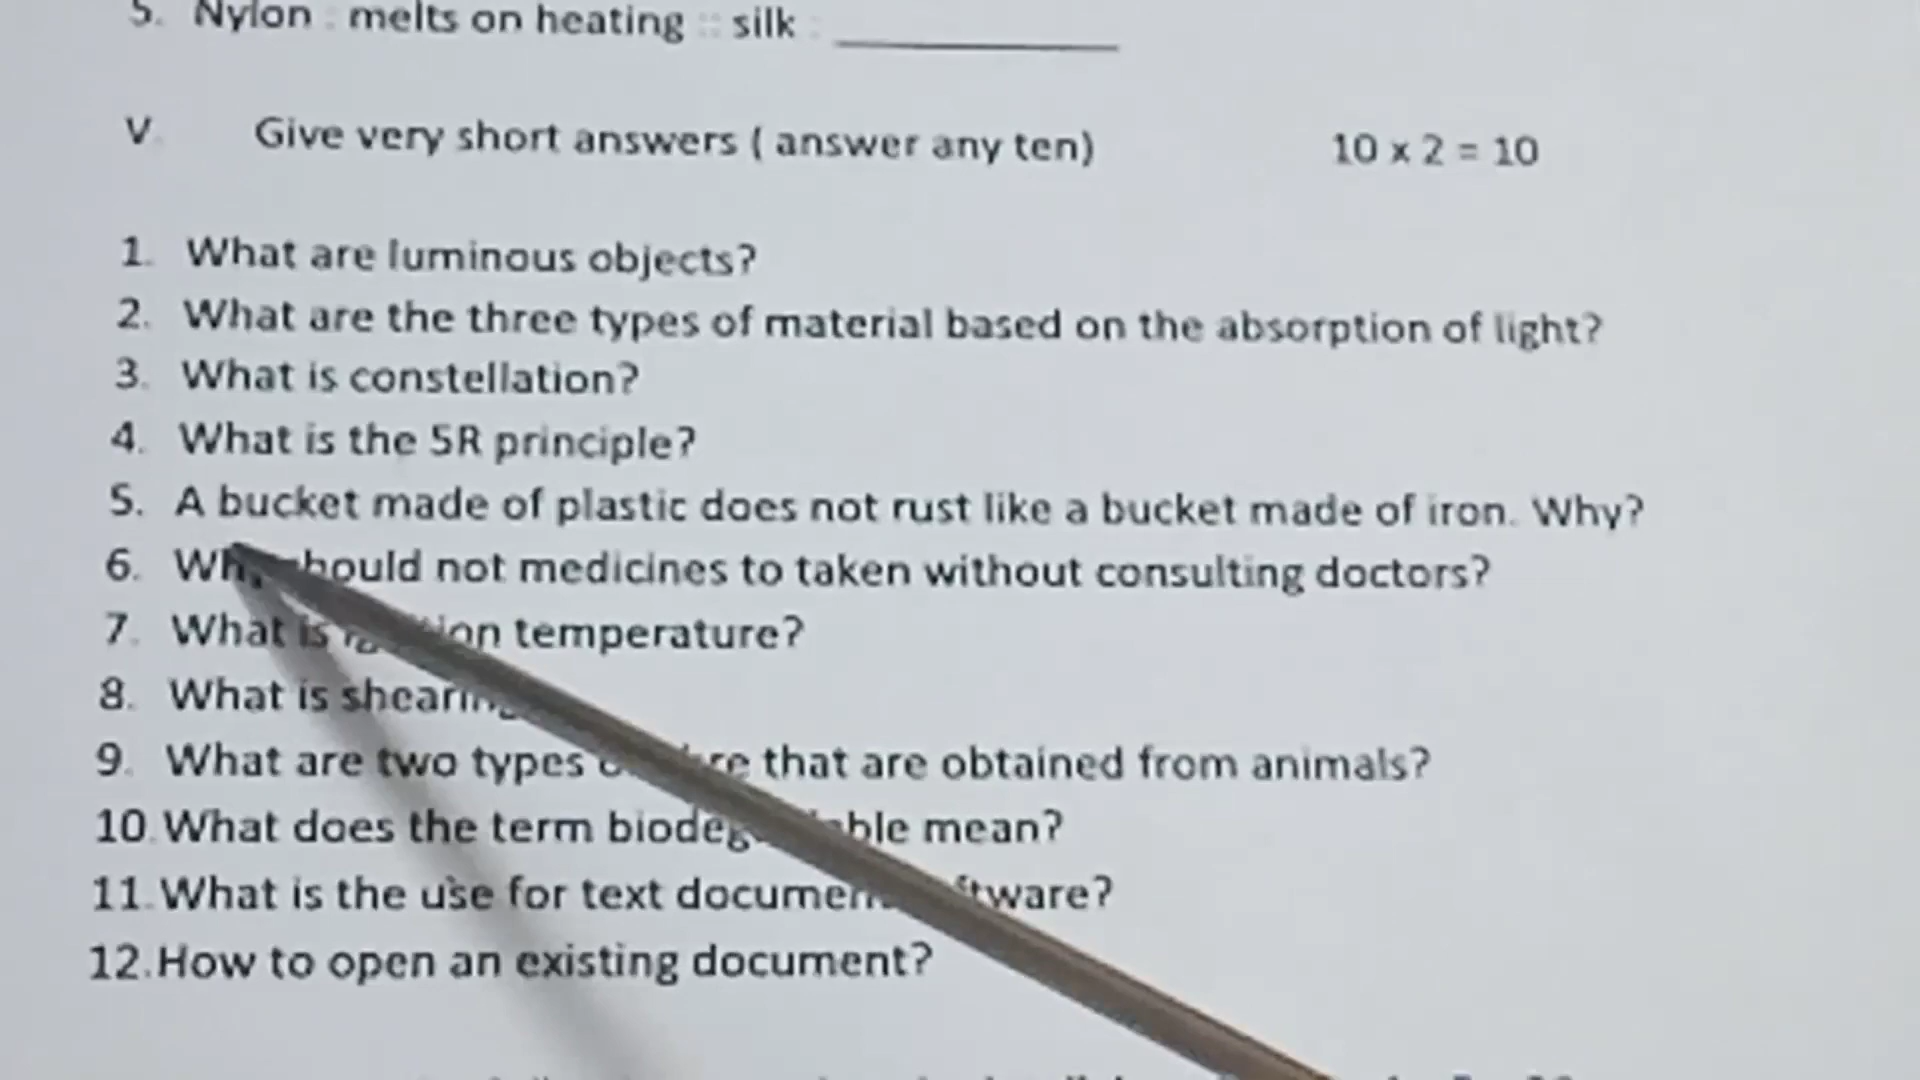 5. Nylon : melts on heating :: silk :
V. Give very short answers ( answer any ten) 10 x 2 = 10
1. What are luminous objects?
2. What are the three types of material based on the absorption of light?
3. What is constellation?
4. What is the 5R principle?
5. A bucket made of plastic does not rust like a bucket made of iron. Why?
6. should not medicines to taken without consulting doctors?
7. What is temperature?
8. What is
9. What are two types that are obtained from animals?
10. What does the term mean?
11. What is the use for text
12. How to open an existing document?